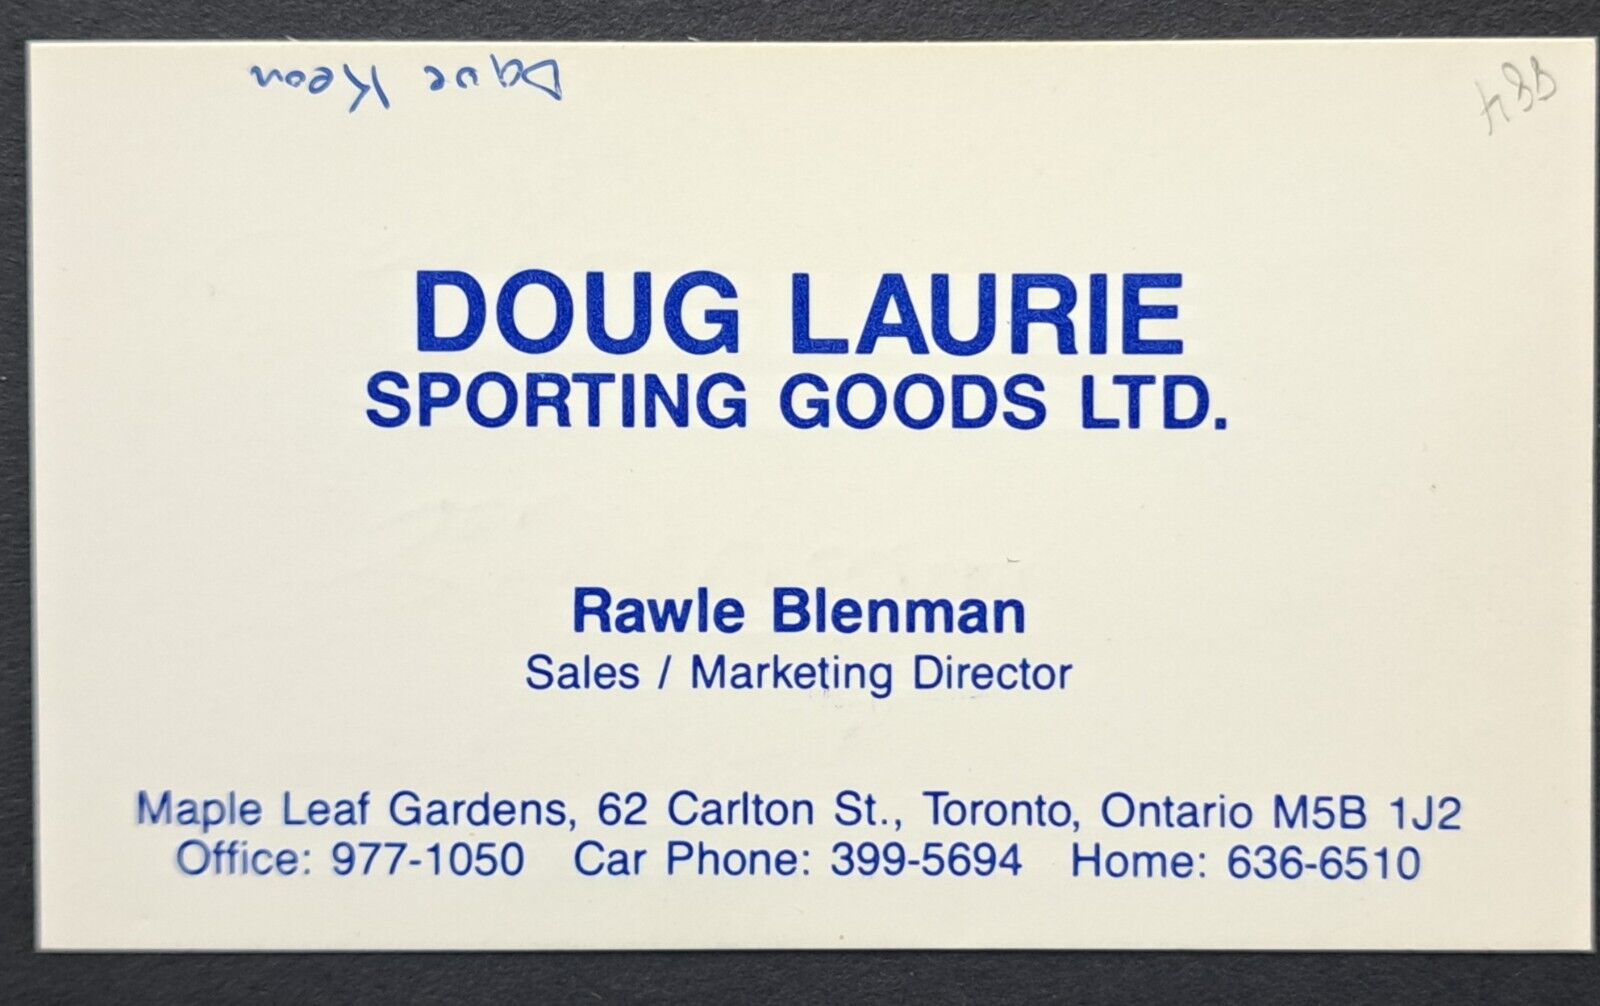 Dave Keon
DOUG LAURIE
SPORTING GOODS LTD.
Rawle Blenman
Sales / Marketing Director
Maple Leaf Gardens, 62 Carlton St., Toronto, Ontario M5B 1J2
Office: 977-1050 Car Phone: 399-5694 Home: 636-6510